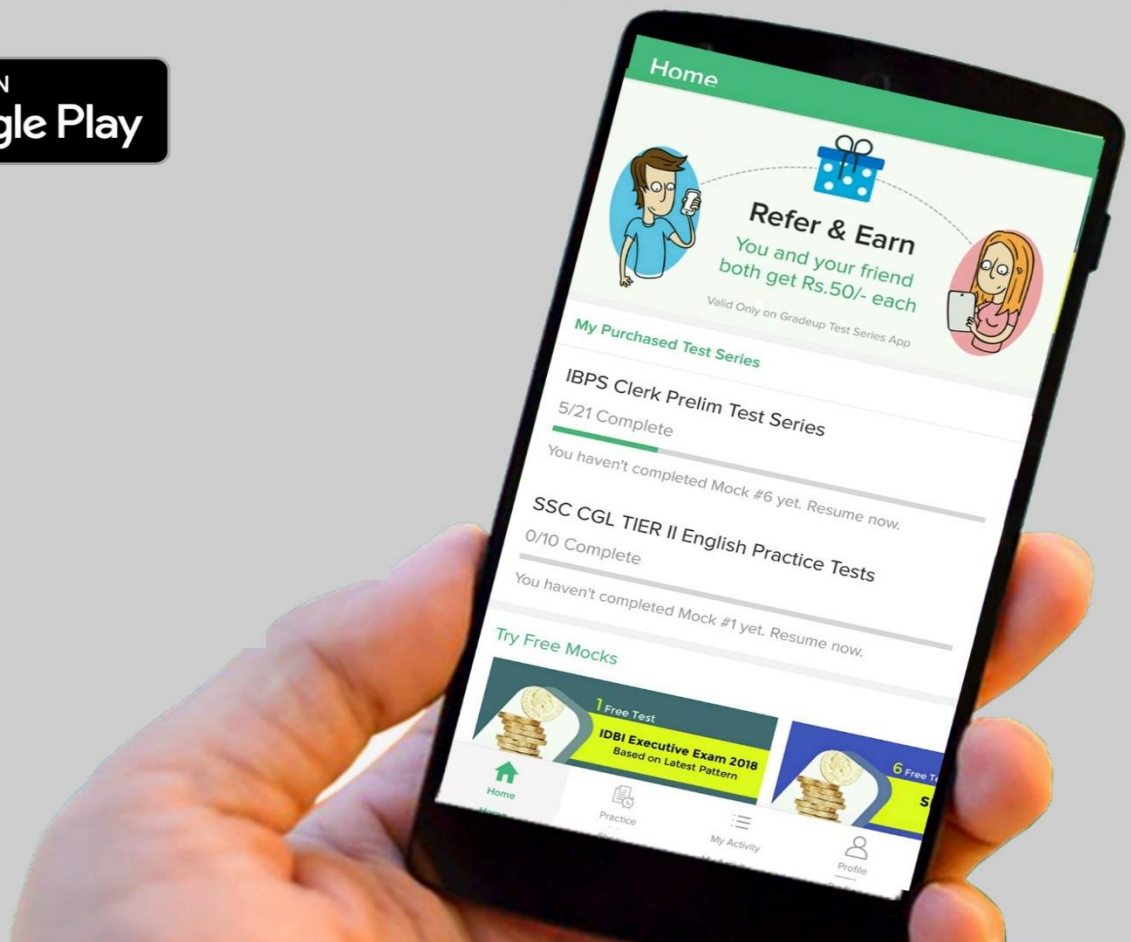 Google Play
Home
Refer & Earn
You and your friend
both get Rs.50/- each
Valid Only on Gradeup Test Series App
My Purchased Test Series
IBPS Clerk Prelim Test Series
5/21 Complete
You haven't completed Mock #6 yet. Resume now.
SSC CGL TIER II English Practice Tests
0/10 Complete
You haven't completed Mock #1 yet. Resume now.
Try Free Mocks
1 Free Test
IDBI Executive Exam 2018
Based on Latest Pattern
6 Free
Home
Practice
My Activity
Profile